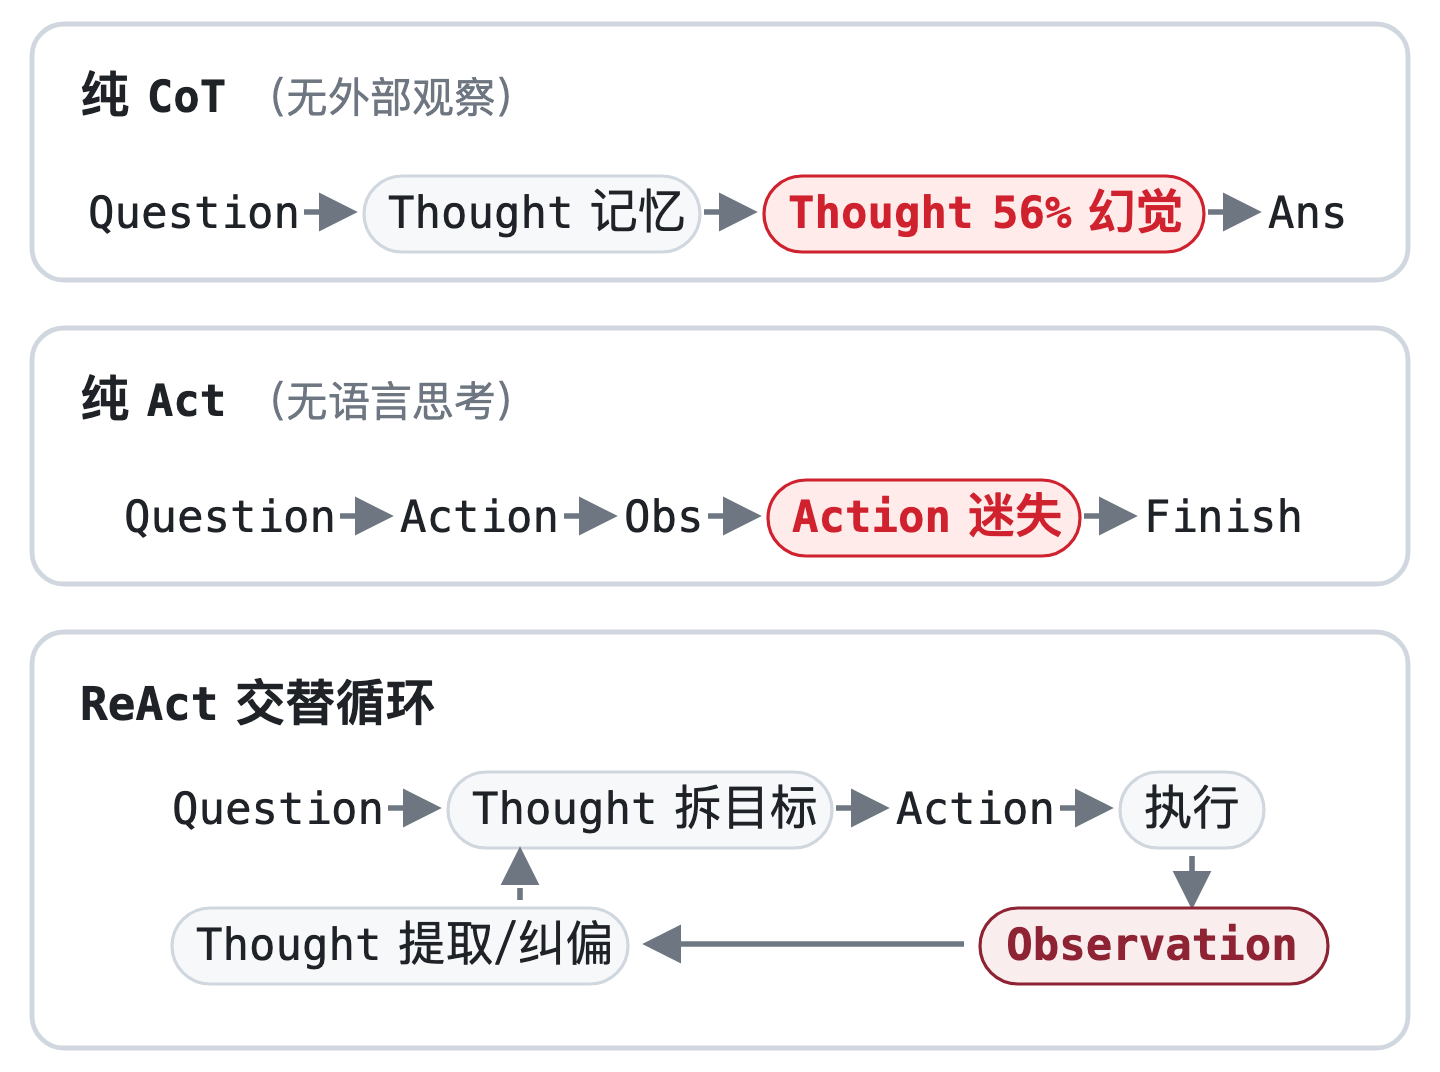 纯 CoT (无外部观察)
Question Thought 记忆 Thought 56% 幻觉 Ans
纯 Act (无语言思考)
Question Action Obs Action 迷失 Finish
ReAct 交替循环
Question Thought 拆目标 Action 执行
Thought 提取/纠偏 Observation